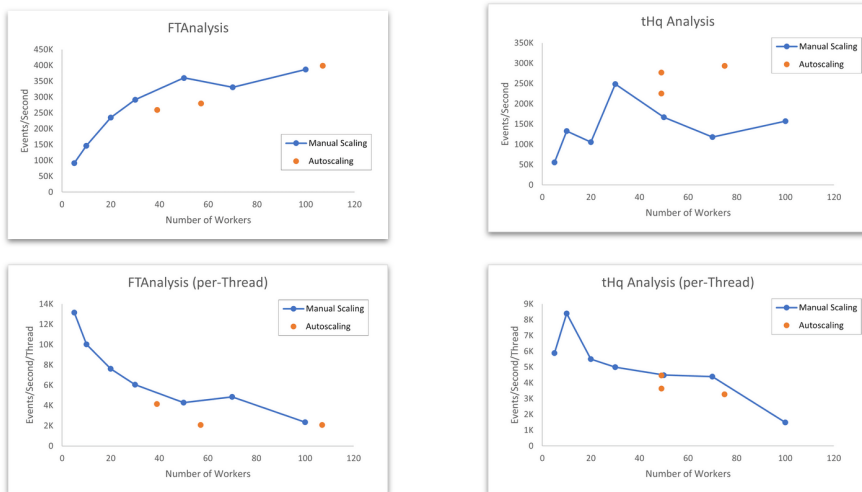 FTAnalysis
450K
400K
350K
300K
250K
200K
150K
100K
50K
0
Events/Second
0 20 40 60 80 100 120
Number of Workers
Manual Scaling
Autoscaling
tHq Analysis
350K
300K
250K
200K
150K
100K
50K
0
Events/Second
0 20 40 60 80 100 120
Number of Workers
Manual Scaling
Autoscaling
FTAnalysis (per-Thread)
14K
12K
10K
8K
6K
4K
2K
0
Events/Second/Thread
0 20 40 60 80 100 120
Number of Workers
Manual Scaling
Autoscaling
tHq Analysis (per-Thread)
9K
8K
7K
6K
5K
4K
3K
2K
1K
0
Events/Second/Thread
0 20 40 60 80 100 120
Number of Workers
Manual Scaling
Autoscaling